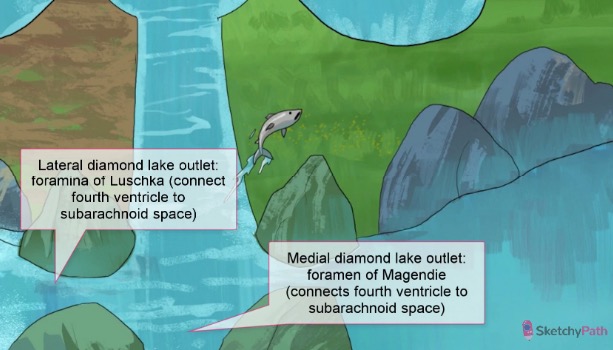 Lateral diamond lake outlet:
foramina of Luschka (connect
fourth ventricle to
subarachnoid space)
Medial diamond lake outlet:
foramen of Magendie
(connects fourth ventricle to
subarachnoid space)
SketchyPath